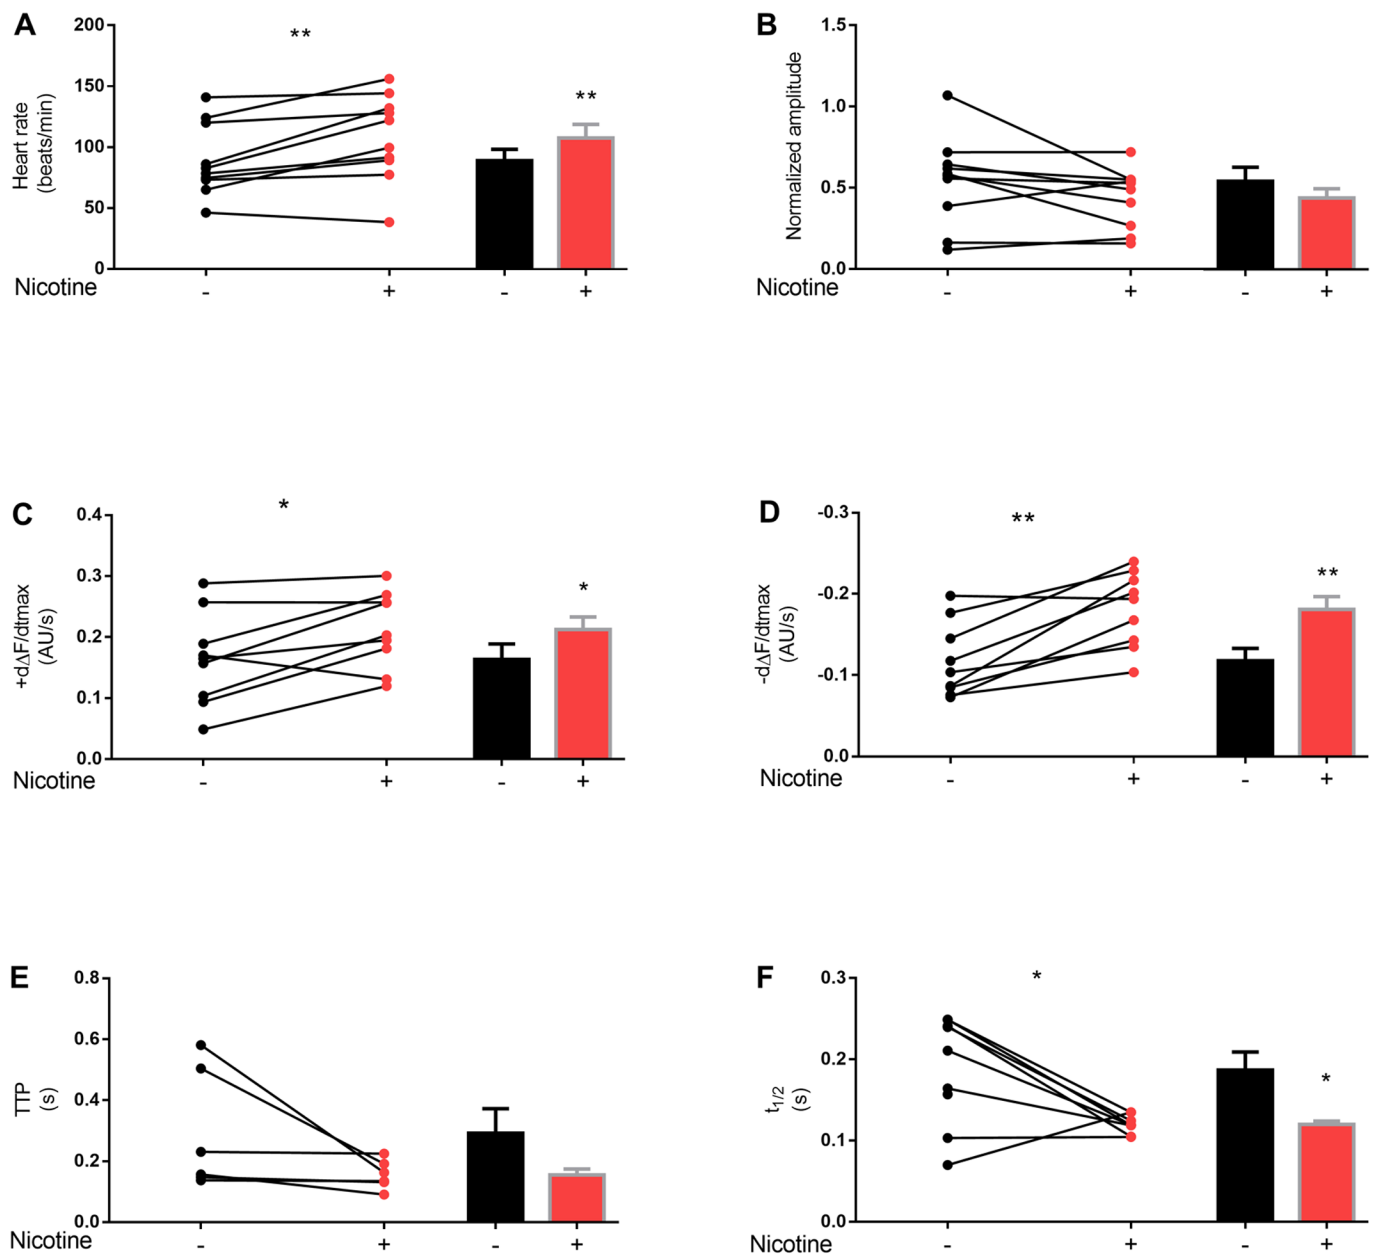 A
Heart rate
(beats/min)
200
150
100
50
0
**
**
Nicotine
- + - +
B
Normalized amplitude
1.5
1.0
0.5
0.0
Nicotine
- + - +
C
+dΔF/dtmax
(AU/s)
0.4
0.3
0.2
0.1
0.0
*
*
Nicotine
- + - +
D
-dΔF/dtmax
(AU/s)
-0.3
-0.2
-0.1
0.0
**
**
Nicotine
- + - +
E
TTP
(s)
0.8
0.6
0.4
0.2
0.0
Nicotine
- + - +
F
t1/2
(s)
0.3
0.2
0.1
0.0
*
*
Nicotine
- + - +